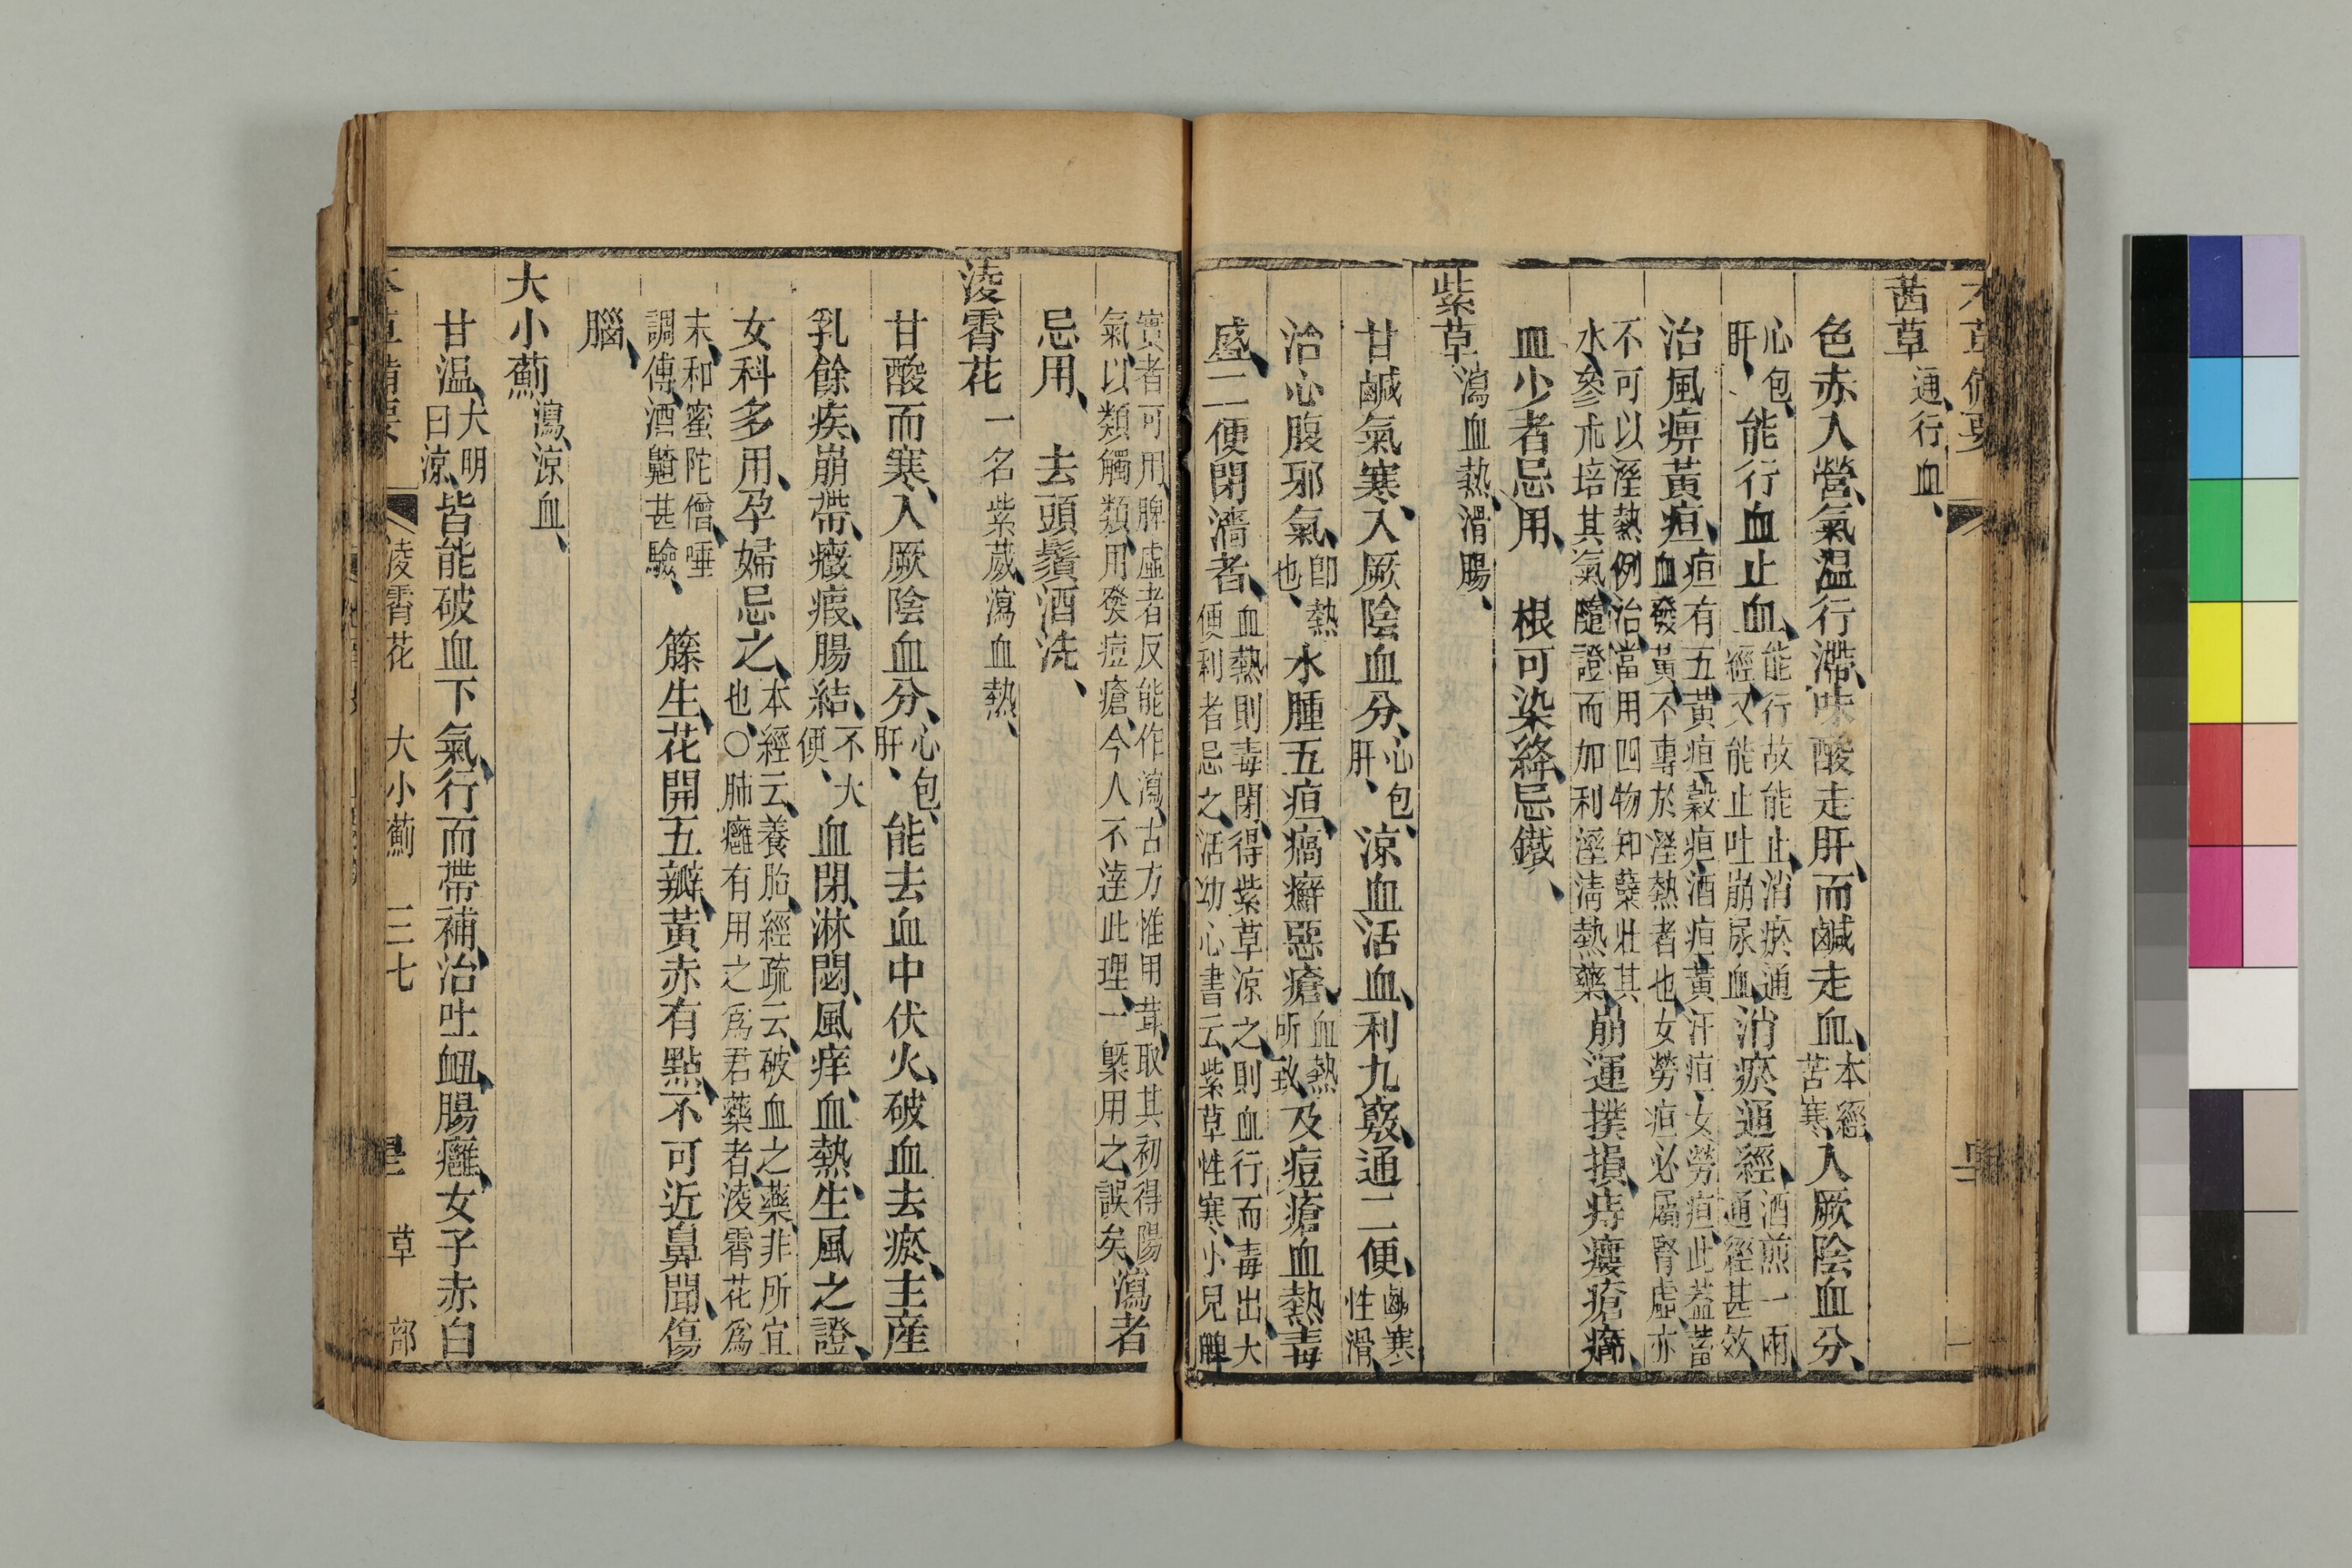 茜草 通行血、
色赤入營、氣温行滯、味酸走肝、而鹹走血、本經苦寒、入厥陰血分、
心包、肝、能行血止血、能行故能止、消瘀通經、又能止吐崩尿血、消瘀通經、酒煎一兩、通經甚效、
治風痹黃疸、疸有五、黃疸、穀疸、酒疸、黃汗疸、女勞疸、此蓋蓄血發黃、不專於溼熱者也、女勞疸必屬腎虛、亦
不可以溼熱例治、當用四物知蘗壯其水、參朮培其氣、隨證而加利溼淸熱藥、崩運撲損、痔瘻瘡癤、
血少者忌用、 根可染絳、忌鐵、
紫草 瀉血熱、滑腸、
甘鹹氣寒、入厥陰血分、心包、肝、涼血活血、利九竅、通二便、鹹寒性滑、
治心腹邪氣、卽熱也、水腫五疸、㾦癬惡瘡、血熱所致、及痘瘡血熱毒
盛、二便閉濇者、血熱則毒閉、得紫草涼之、則血行而毒出、大便利者忌之、活幼心書云、紫草性寒、小兒脾
實者可用、脾虛者反能作瀉、古方惟用茸、取其初得陽氣、以類觸類、用發痘瘡、今人不達此理、一槩用之、誤矣、瀉者
忌用、 去頭鬚酒洗、
淩霄花 一名紫葳、瀉血熱、
甘酸而寒、入厥陰血分、心包、肝、能去血中伏火、破血去瘀、主產
乳餘疾、崩帶、癥瘕、腸結、不大便、血閉、淋閟、風痒、血熱生風之證、
女科多用、孕婦忌之、本經云、養胎、經疏云、破血之藥、非所宜也、○肺癰有用之爲君藥者、淩霄花爲
末、和蜜陀僧、唾調傅、酒皶甚驗、 籐生、花開五瓣、黃赤有點、不可近鼻聞、傷
腦、
大小薊 瀉、涼血、
甘温、大明曰涼、皆能破血下氣、行而帶補、治吐衄、腸癰、女子赤白
淩霄花 大小薊 三七 草部